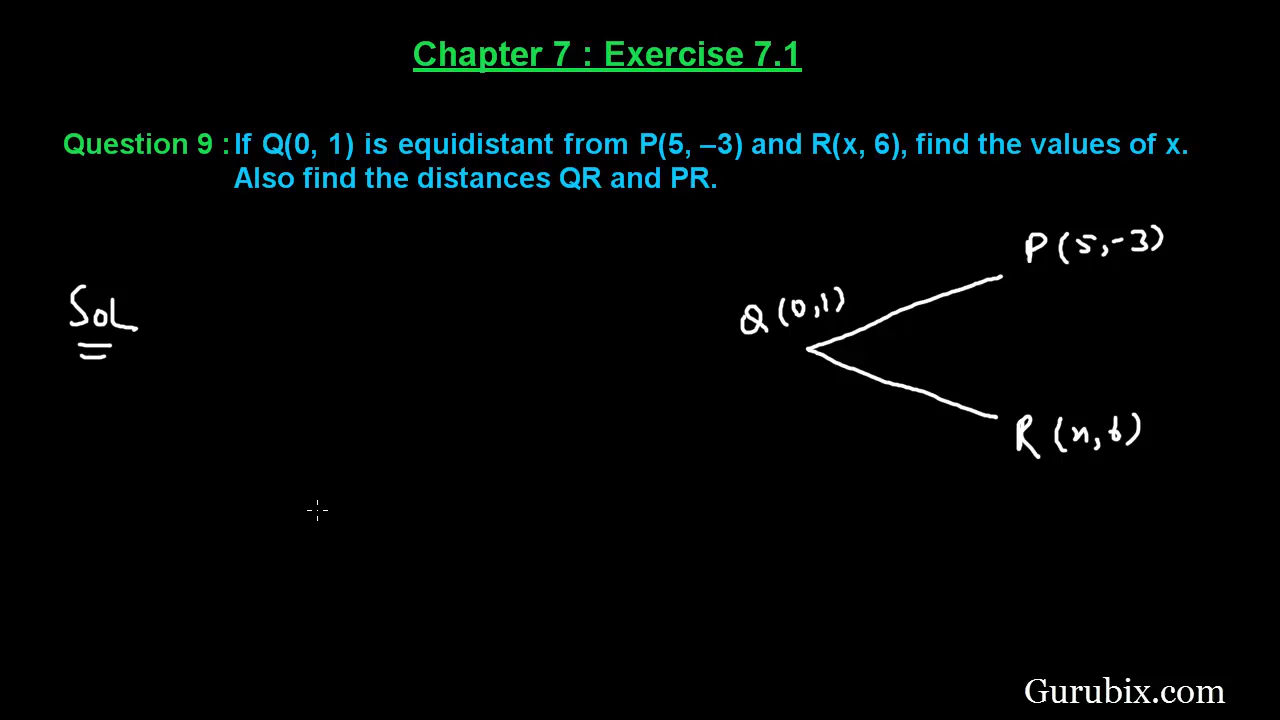 Chapter 7 : Exercise 7.1
Question 9 : If Q(0, 1) is equidistant from P(5, –3) and R(x, 6), find the values of x.
Also find the distances QR and PR.
P (5,-3)
Q (0,1)
Sol
R (x, 6)
Gurubix.com